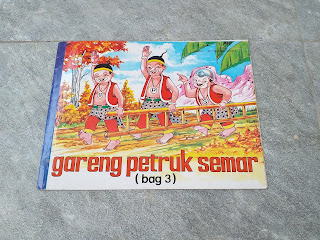 gareng petruk semar
( bag 3 )